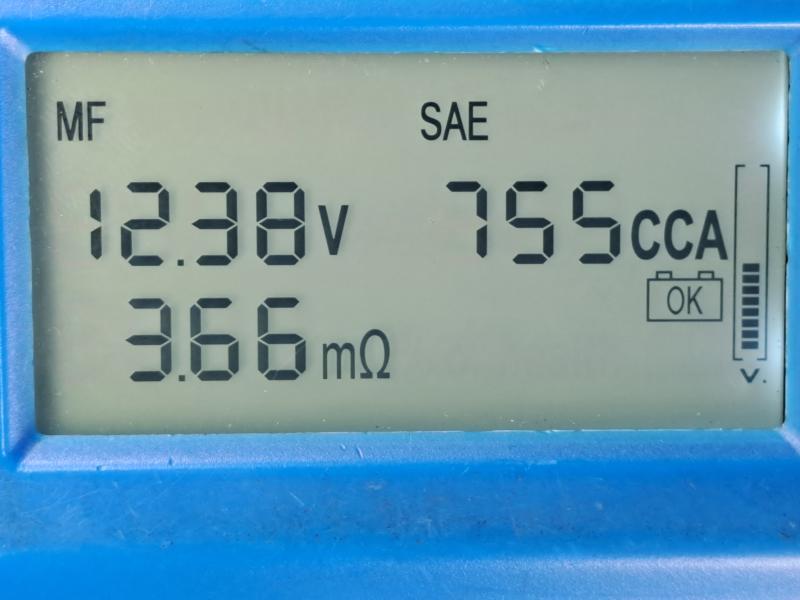 MF SAE
12.38V 755CCA
OK
3.66mΩ
V.